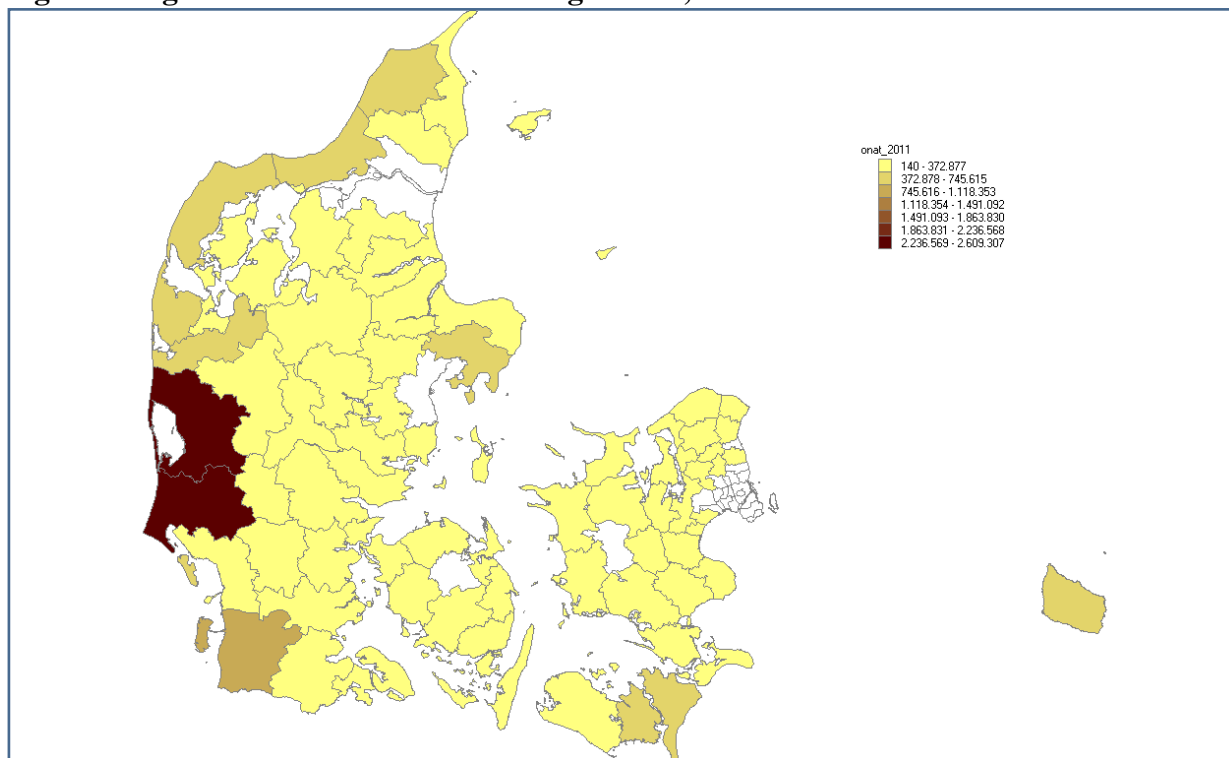 onat_2011
140 - 372.877
372.878 - 745.615
745.616 - 1.118.353
1.118.354 - 1.491.092
1.491.093 - 1.863.830
1.863.831 - 2.236.568
2.236.569 - 2.609.307